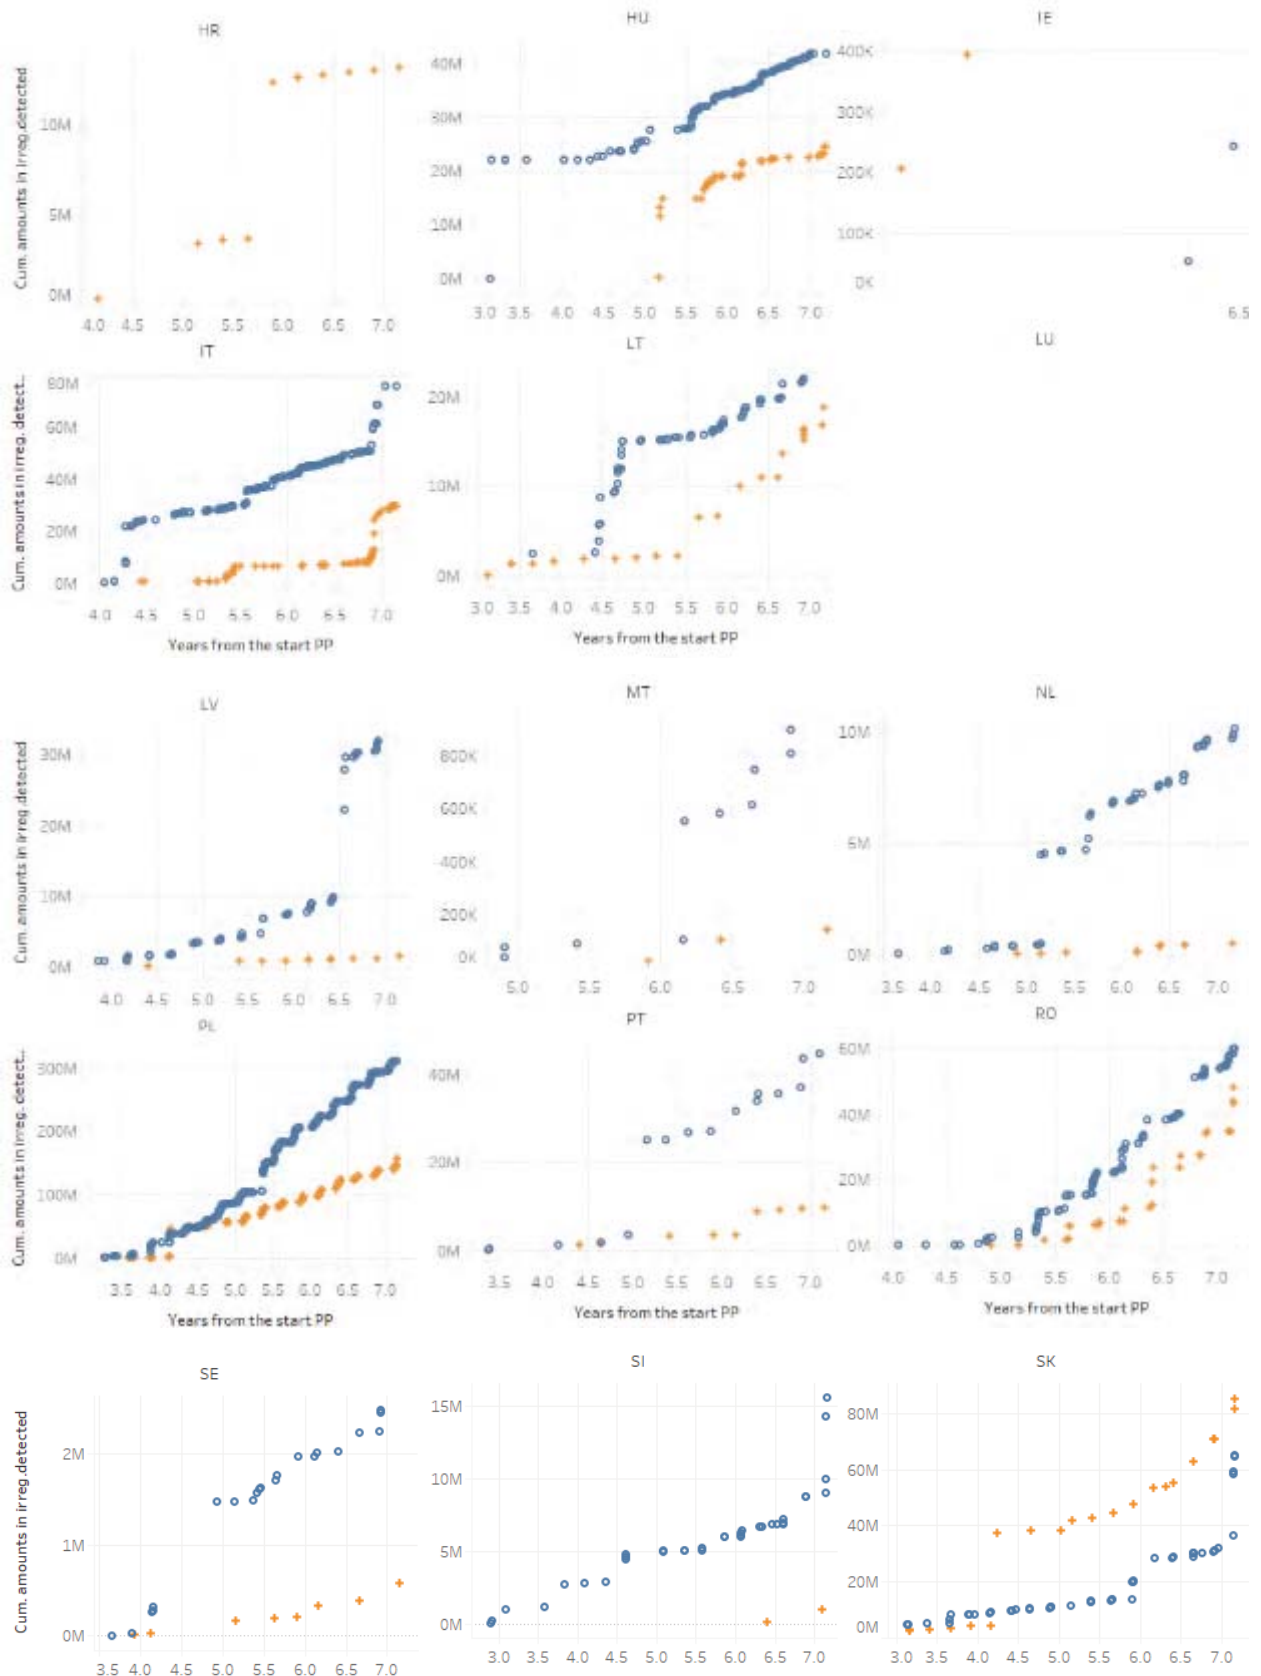 HR
HU
IE
Cum. amounts in irreg.detected
10M
5M
0M
4.0 4.5 5.0 5.5 6.0 6.5 7.0
40M
30M
20M
10M
0M
3.0 3.5 4.0 4.5 5.0 5.5 6.0 6.5 7.0
400K
300K
200K
100K
0K
6.5
IT
LT
LU
Cum. amounts in irreg. detect...
80M
60M
40M
20M
0M
4.0 4.5 5.0 5.5 6.0 6.5 7.0
Years from the start PP
20M
10M
0M
3.0 3.5 4.0 4.5 5.0 5.5 6.0 6.5 7.0
Years from the start PP
LV
MT
NL
Cum. amounts in irreg.detected
30M
20M
10M
0M
4.0 4.5 5.0 5.5 6.0 6.5 7.0
800K
600K
400K
200K
0K
5.0 5.5 6.0 6.5 7.0
10M
5M
0M
3.5 4.0 4.5 5.0 5.5 6.0 6.5 7.0
PL
PT
RO
Cum. amounts in irreg. detect...
300M
200M
100M
0M
3.5 4.0 4.5 5.0 5.5 6.0 6.5 7.0
Years from the start PP
40M
20M
0M
3.5 4.0 4.5 5.0 5.5 6.0 6.5 7.0
60M
40M
20M
0M
4.0 4.5 5.0 5.5 6.0 6.5 7.0
Years from the start PP
SE
SI
SK
Cum. amounts in irreg.detected
2M
1M
0M
3.5 4.0 4.5 5.0 5.5 6.0 6.5 7.0
15M
10M
5M
0M
3.0 3.5 4.0 4.5 5.0 5.5 6.0 6.5 7.0
80M
60M
40M
20M
0M
3.0 3.5 4.0 4.5 5.0 5.5 6.0 6.5 7.0